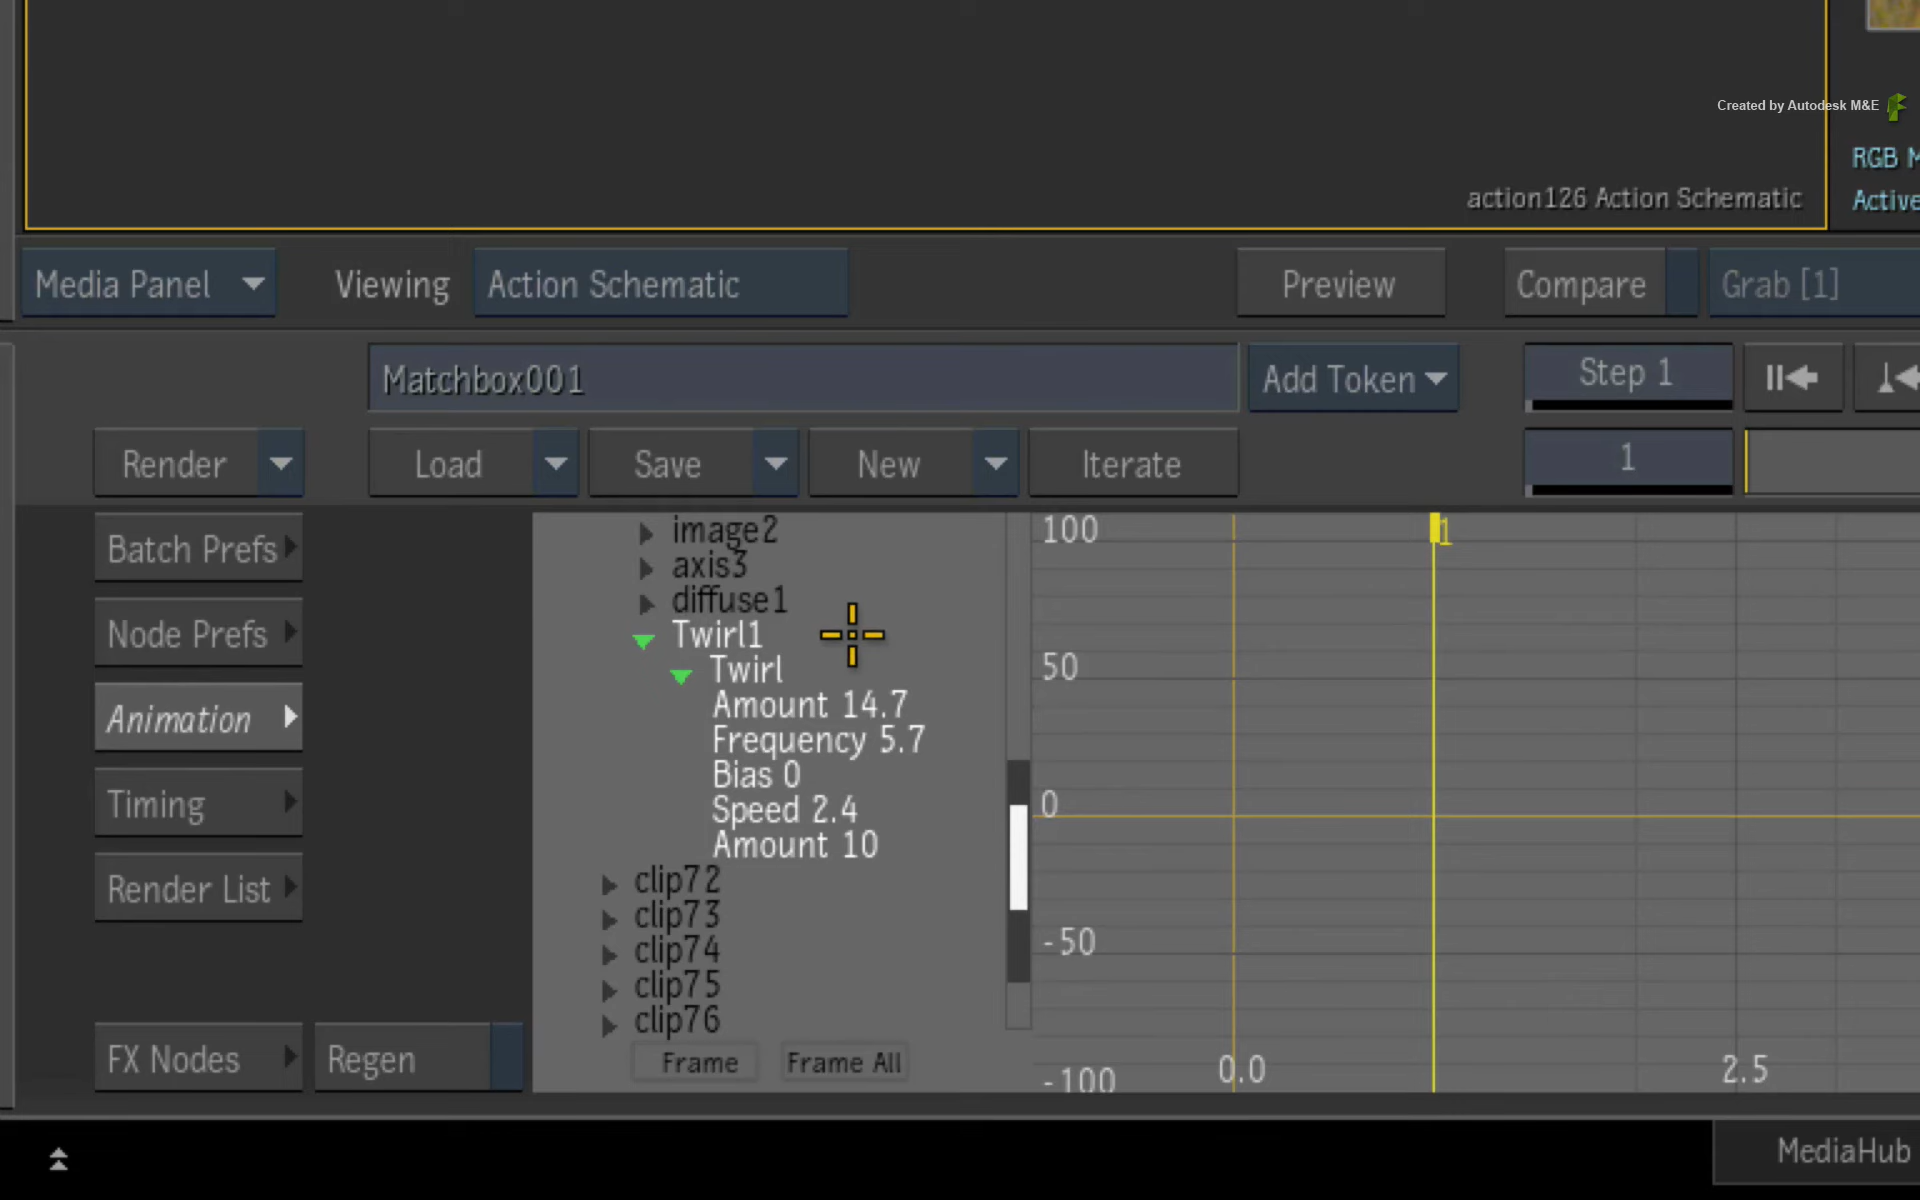 Created by Autodesk M&E
RGB M
Active
action126 Action Schematic
Media Panel
Viewing
Action Schematic
Preview
Compare
Grab [1]
Matchbox001
Add Token
Step 1
Render
Load
Save
New
Iterate
1
Batch Prefs
Node Prefs
Animation
Timing
Render List
FX Nodes
Regen
image2
axis3
diffuse1
Twirl1
Twirl
Amount 14.7
Frequency 5.7
Bias 0
Speed 2.4
Amount 10
clip72
clip73
clip74
clip75
clip76
Frame
Frame All
100
50
0
-50
-100
1
0.0
2.5
MediaHub